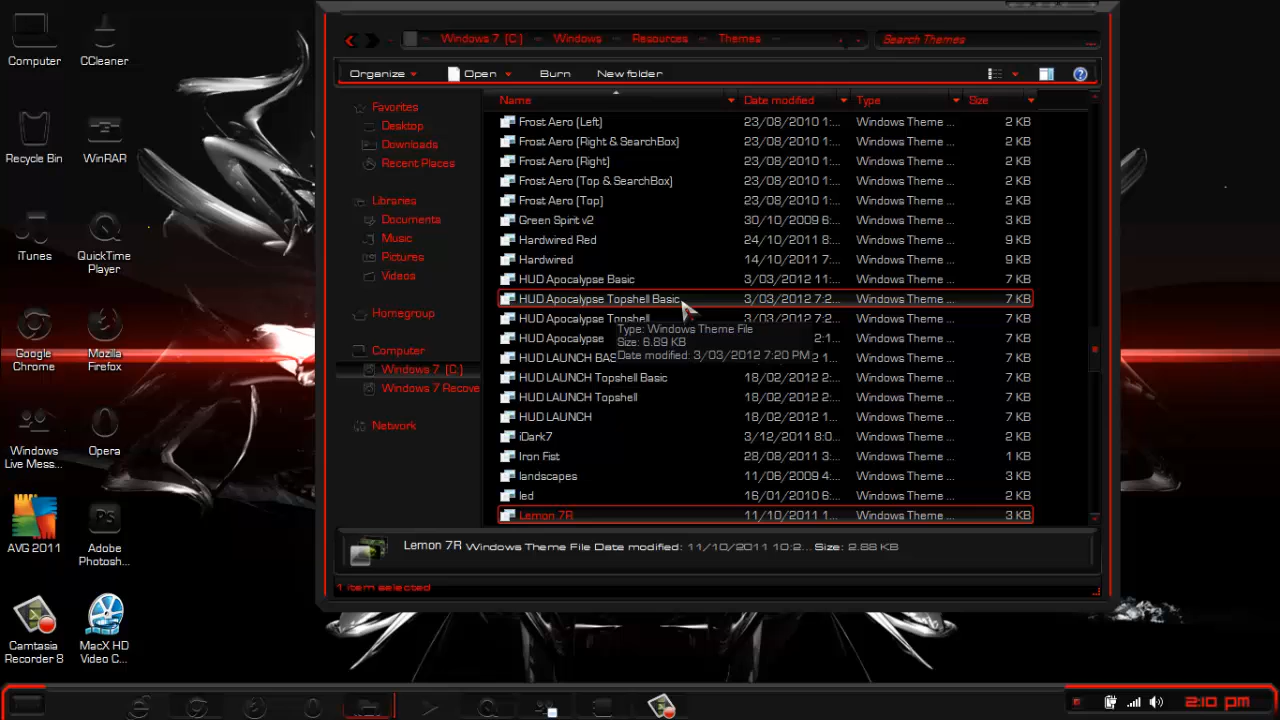 Computer
CCleaner
Recycle Bin
WinRAR
iTunes
QuickTime
Player
Google
Chrome
Mozilla
Firefox
Windows
Live Mess...
Opera
AVG 2011
Adobe
Photosh...
Camtasia
Recorder 8
MacX HD
Video C...
Windows 7 (C:) Windows Resources Themes
Search Themes
Organize Open Burn New folder
Favorites
Desktop
Downloads
Recent Places
Libraries
Documents
Music
Pictures
Videos
Homegroup
Computer
Windows 7 (C:)
Windows 7 Recove
Network
Name Date modified Type Size
Frost Aero (Left) 23/08/2010 1:... Windows Theme ... 2 KB
Frost Aero (Right & SearchBox) 23/08/2010 1:... Windows Theme ... 2 KB
Frost Aero (Right) 23/08/2010 1:... Windows Theme ... 2 KB
Frost Aero (Top & SearchBox) 23/08/2010 1:... Windows Theme ... 2 KB
Frost Aero (Top) 23/08/2010 1:... Windows Theme ... 2 KB
Green Spirit v2 30/10/2009 6:... Windows Theme ... 3 KB
Hardwired Red 24/10/2011 8:... Windows Theme ... 9 KB
Hardwired 14/10/2011 7:... Windows Theme ... 9 KB
HUD Apocalypse Basic 3/03/2012 11:... Windows Theme ... 7 KB
HUD Apocalypse Topshell Basic 3/03/2012 7:2... Windows Theme ... 7 KB
HUD Apocalypse Topshell 3/03/2012 7:2... Windows Theme ... 7 KB
HUD Apocalypse 2:1... Windows Theme ... 7 KB
HUD LAUNCH BAS 2 1... Windows Theme ... 7 KB
HUD LAUNCH Topshell Basic 18/02/2012 2:... Windows Theme ... 7 KB
HUD LAUNCH Topshell 18/02/2012 2:... Windows Theme ... 7 KB
HUD LAUNCH 18/02/2012 1... Windows Theme ... 7 KB
iDark7 3/12/2011 8:0... Windows Theme ... 2 KB
Iron Fist 28/08/2011 3:... Windows Theme ... 1 KB
landscapes 11/06/2009 4:... Windows Theme ... 3 KB
led 16/01/2010 6:... Windows Theme ... 2 KB
Lemon 7R 11/10/2011 1... Windows Theme ... 3 KB
Type: Windows Theme File
Size: 6.89 KB
Date modified: 3/03/2012 7:20 PM
Lemon 7R Windows Theme File Date modified: 11/10/2011 10:2... Size: 2.88 KB
1 item selected
2:10 pm